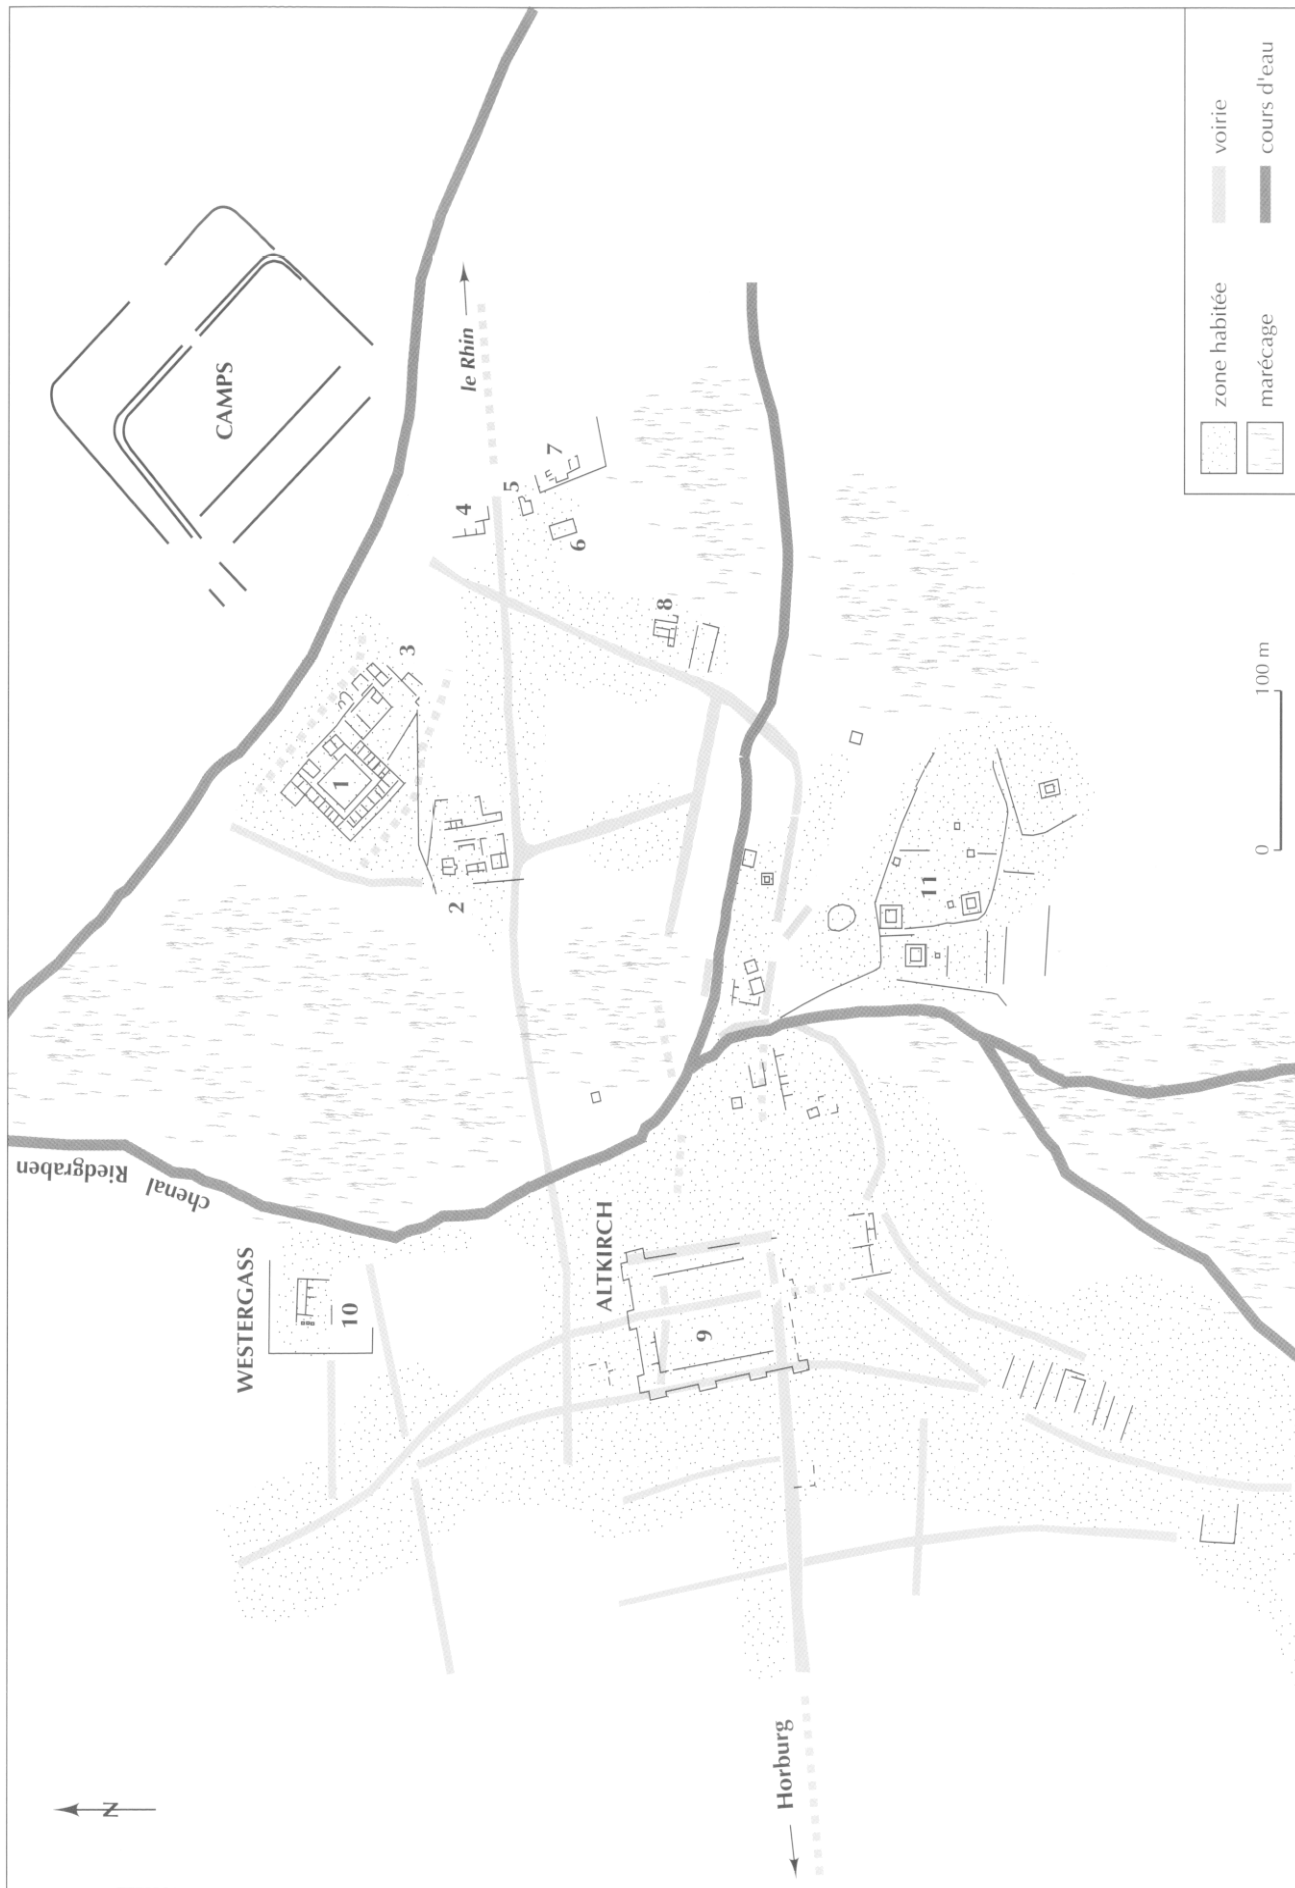 CAMPS
le Rhin
4
5
7
6
3
8
1
2
11
chenal Riedgraben
WESTERGASS
10
ALTKIRCH
9
Horburg
N
0
100 m
zone habitée
voirie
marécage
cours d'eau